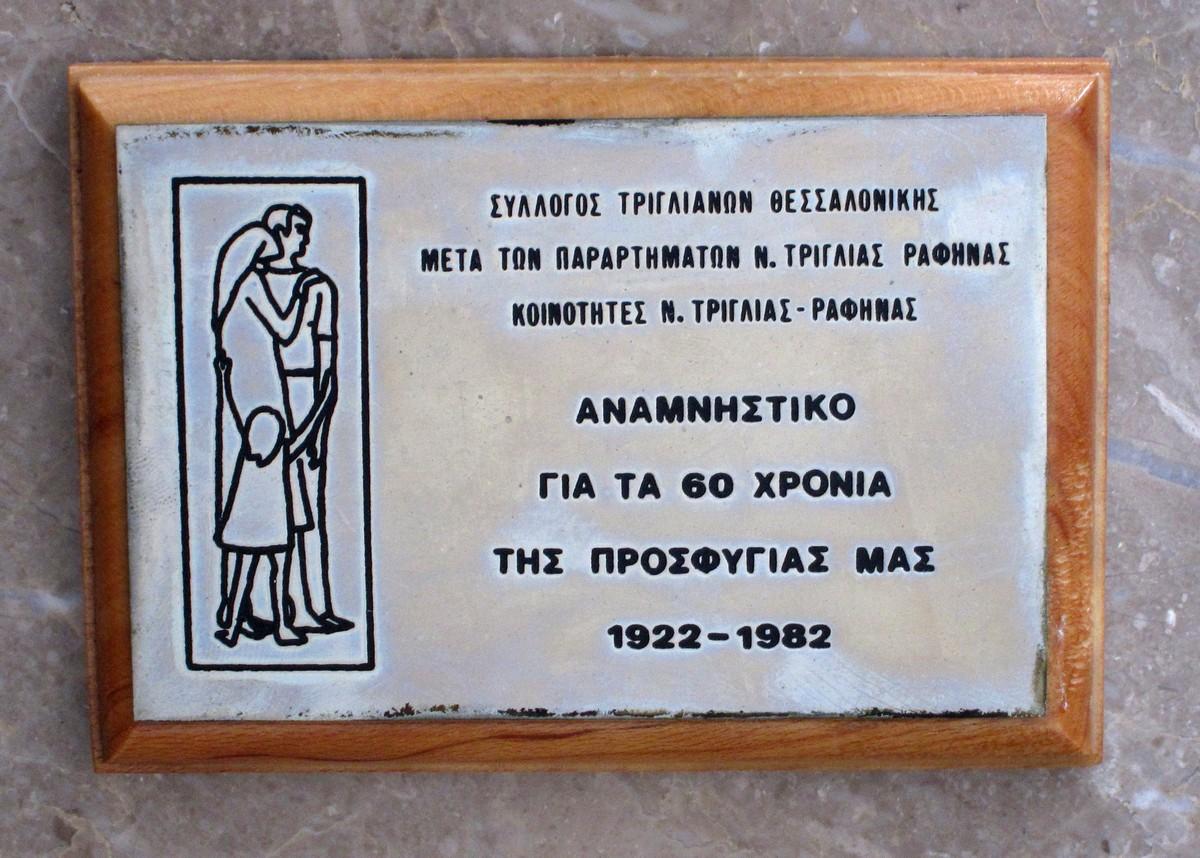 ΣΥΛΛΟΓΟΣ ΤΡΙΓΛΙΑΝΩΝ ΘΕΣΣΑΛΟΝΙΚΗΣ
ΜΕΤΑ ΤΩΝ ΠΑΡΑΡΤΗΜΑΤΩΝ Ν. ΤΡΙΓΛΙΑΣ ΡΑΦΗΝΑΣ
ΚΟΙΝΟΤΗΤΕΣ Ν. ΤΡΙΓΛΙΑΣ - ΡΑΦΗΝΑΣ
ΑΝΑΜΝΗΣΤΙΚΟ
ΓΙΑ ΤΑ 60 ΧΡΟΝΙΑ
ΤΗΣ ΠΡΟΣΦΥΓΙΑΣ ΜΑΣ
1922-1982